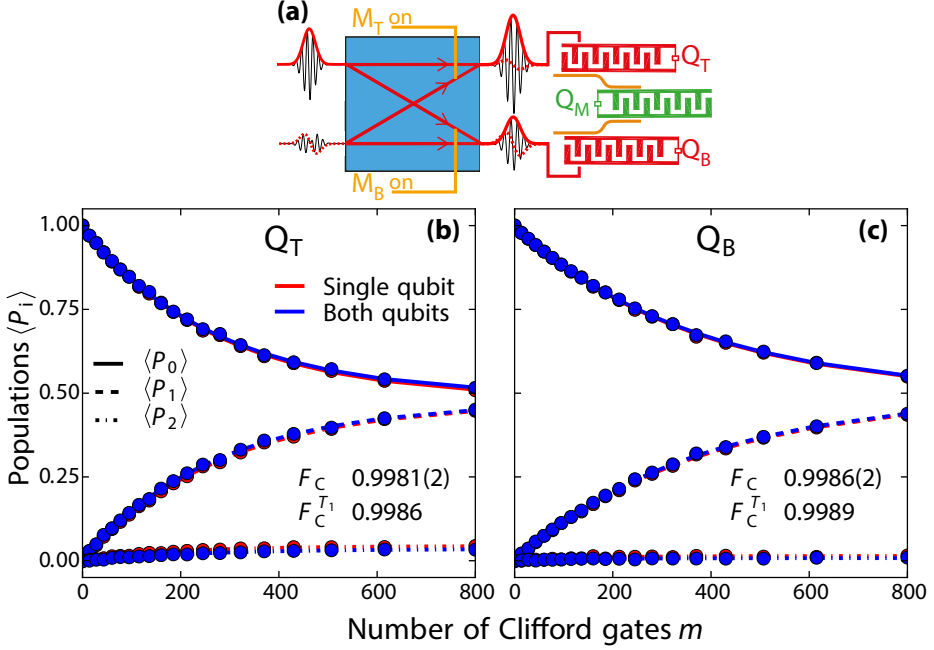 (a)
M_T on
Q_T
Q_M
Q_B
M_B on
Populations ⟨P_i⟩
1.00
0.75
0.50
0.25
0.00
Q_T
(b)
Single qubit
Both qubits
⟨P_0⟩
⟨P_1⟩
⟨P_2⟩
F_C 0.9981(2)
F_C^{T_1} 0.9986
0 200 400 600 800
Q_B
(c)
F_C 0.9986(2)
F_C^{T_1} 0.9989
0 200 400 600 800
Number of Clifford gates m